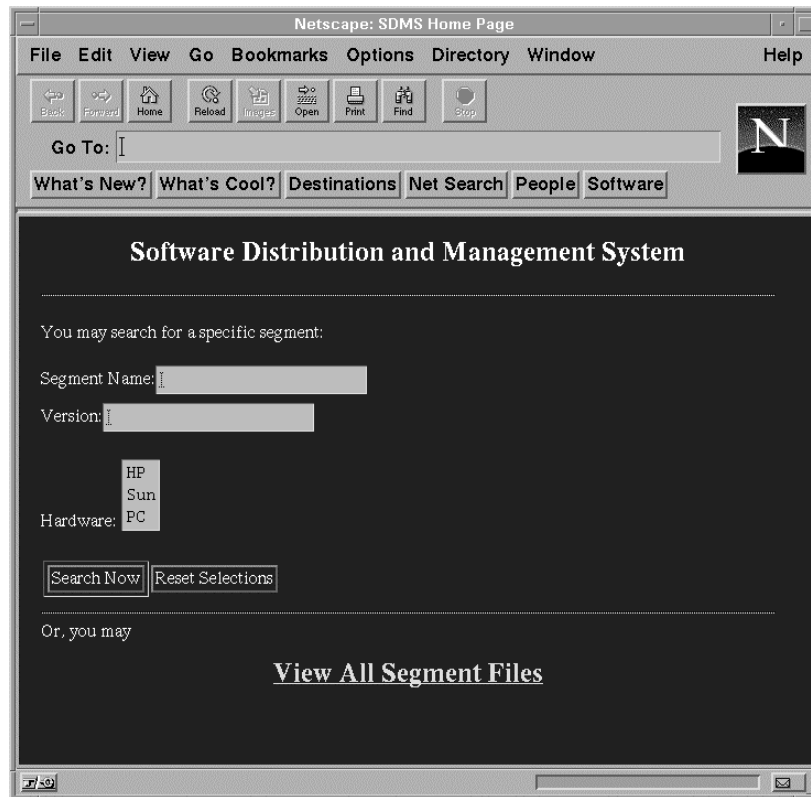 Netscape: SDMS Home Page
File Edit View Go Bookmarks Options Directory Window Help
Back Forward Home Reload Images Open Print Find Stop
Go To:
N
What's New? What's Cool? Destinations Net Search People Software
Software Distribution and Management System
You may search for a specific segment:
Segment Name:
Version:
HP
Sun
Hardware: PC
Search Now Reset Selections
Or, you may
View All Segment Files